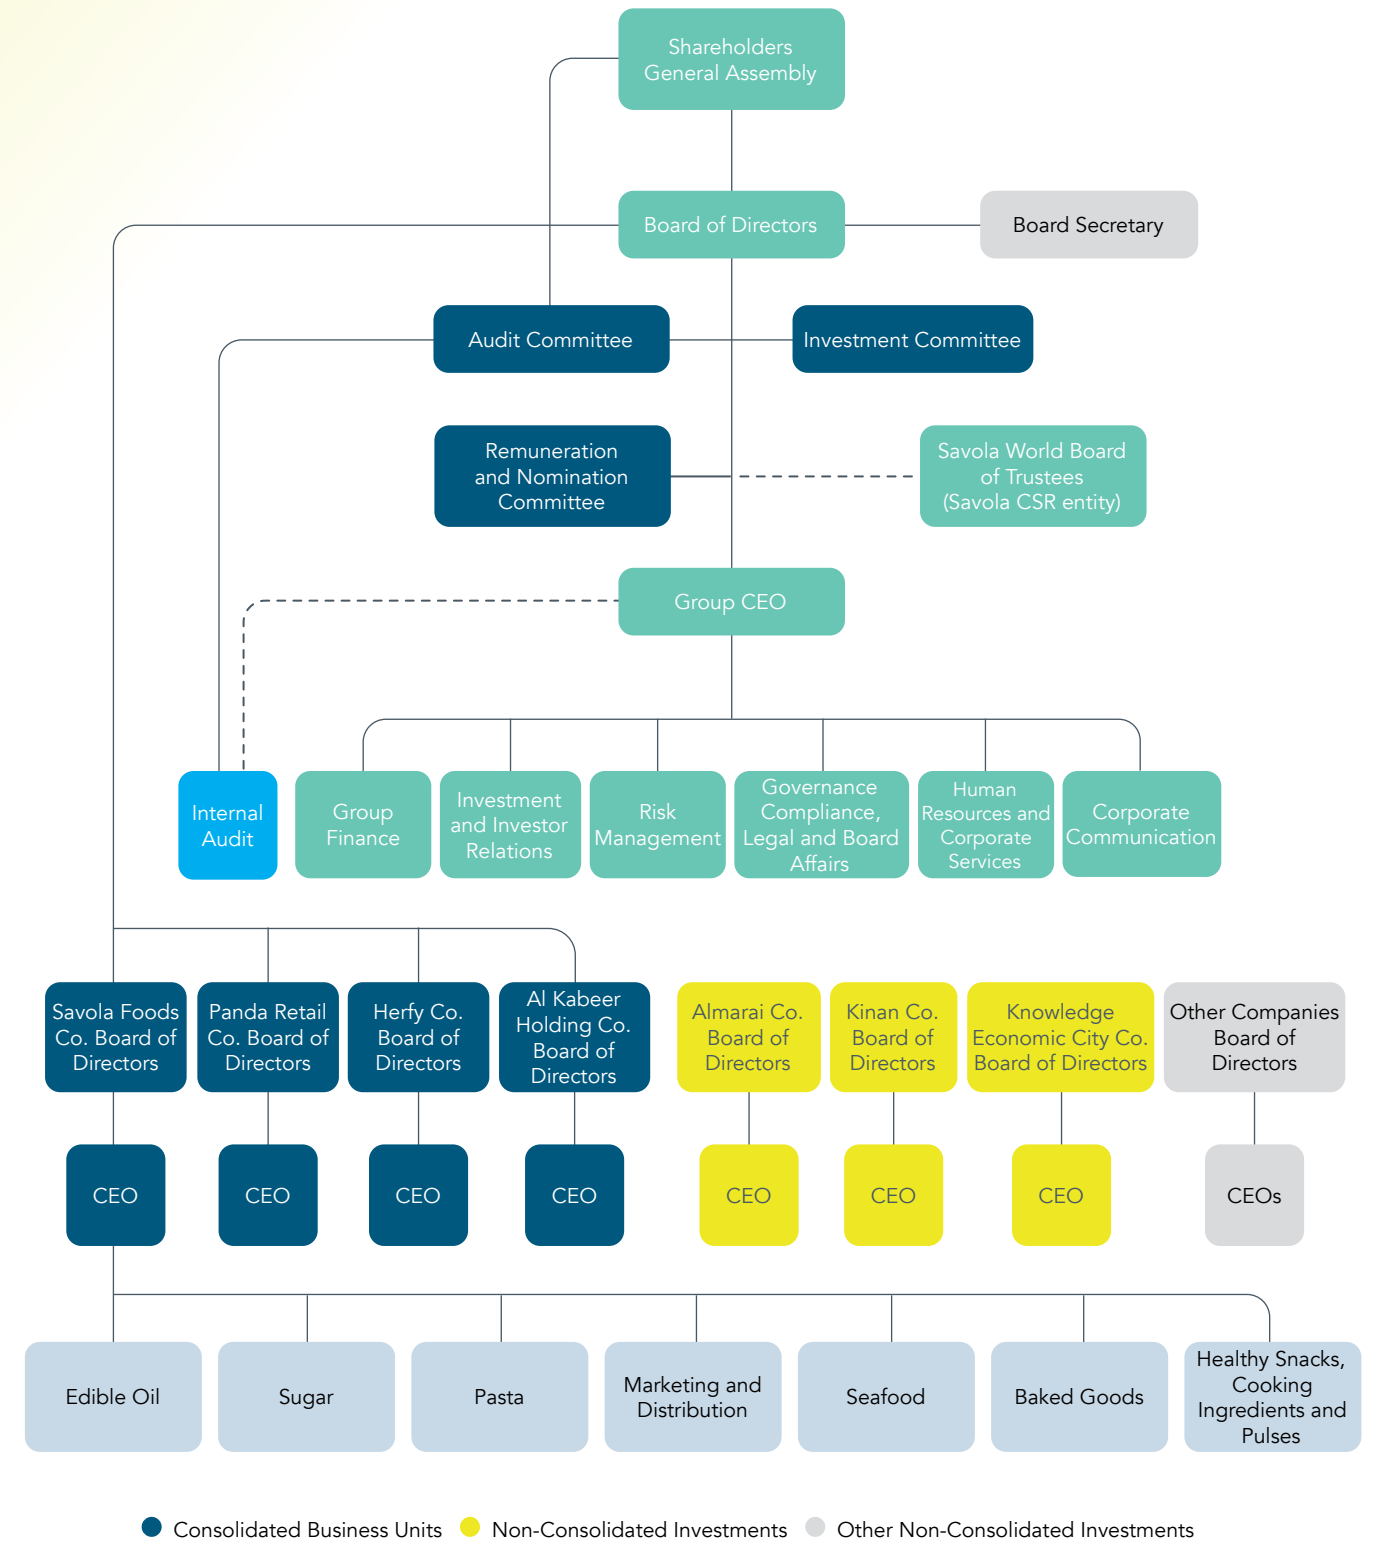 Shareholders
General Assembly
Board of Directors
Board Secretary
Audit Committee
Investment Committee
Remuneration
and Nomination
Committee
Savola World Board
of Trustees
(Savola CSR entity)
Group CEO
Internal
Audit
Group
Finance
Investment
and Investor
Relations
Risk
Management
Governance
Compliance,
Legal and Board
Affairs
Human
Resources and
Corporate
Services
Corporate
Communication
Savola Foods
Co. Board of
Directors
Panda Retail
Co. Board of
Directors
Herfy Co.
Board of
Directors
Al Kabeer
Holding Co.
Board of
Directors
Almarai Co.
Board of
Directors
Kinan Co.
Board of
Directors
Knowledge
Economic City Co.
Board of Directors
Other Companies
Board of
Directors
CEO
CEO
CEO
CEO
CEO
CEO
CEO
CEOs
Edible Oil
Sugar
Pasta
Marketing and
Distribution
Seafood
Baked Goods
Healthy Snacks,
Cooking
Ingredients and
Pulses
Consolidated Business Units
Non-Consolidated Investments
Other Non-Consolidated Investments